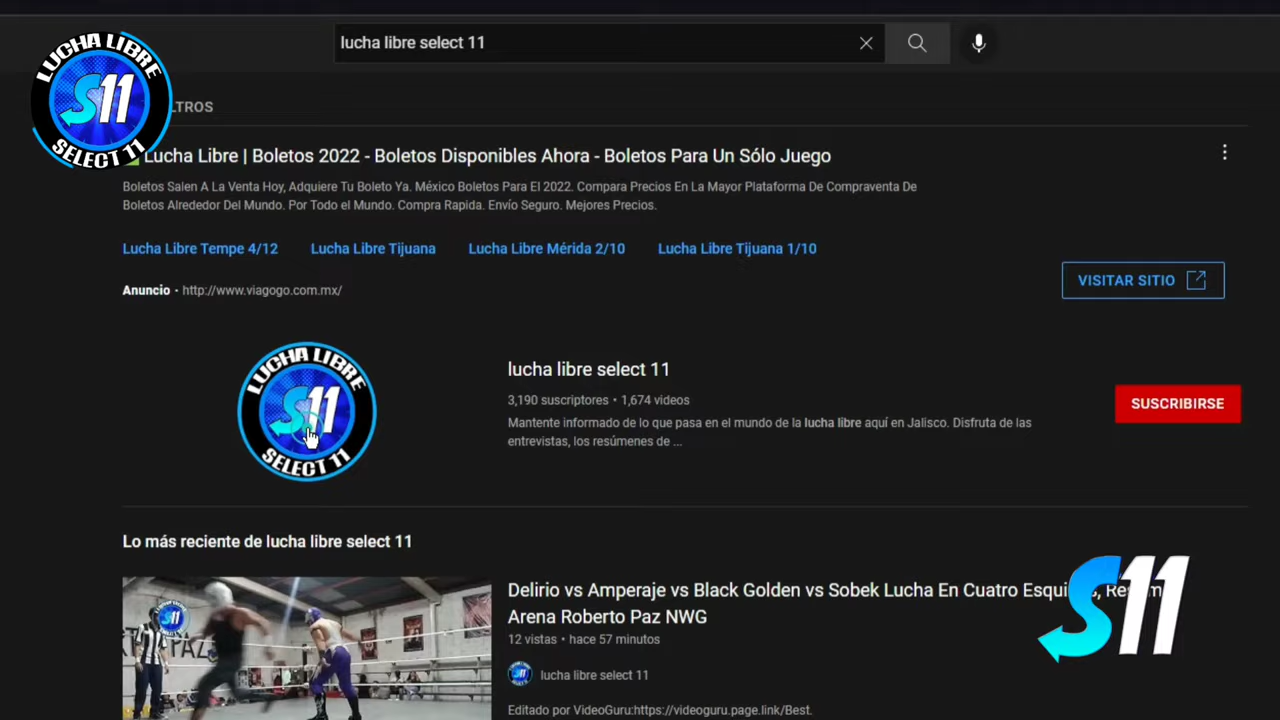 lucha libre select 11
LUCHA LIBRE
S11
SELECT 11
TROS
Lucha Libre | Boletos 2022 - Boletos Disponibles Ahora - Boletos Para Un Sólo Juego
Boletos Salen A La Venta Hoy, Adquiere Tu Boleto Ya. México Boletos Para El 2022. Compara Precios En La Mayor Plataforma De Compraventa De
Boletos Alrededor Del Mundo. Por Todo el Mundo. Compra Rapida. Envío Seguro. Mejores Precios.
Lucha Libre Tempe 4/12 Lucha Libre Tijuana Lucha Libre Mérida 2/10 Lucha Libre Tijuana 1/10
VISITAR SITIO
Anuncio · http://www.viagogo.com.mx/
LUCHA LIBRE
S11
SELECT 11
lucha libre select 11
3,190 suscriptores • 1,674 videos
SUSCRIBIRSE
Mantente informado de lo que pasa en el mundo de la lucha libre aquí en Jalisco. Disfruta de las
entrevistas, los resúmenes de ...
Lo más reciente de lucha libre select 11
S11
Delirio vs Amperaje vs Black Golden vs Sobek Lucha En Cuatro
Arena Roberto Paz NWG
12 vistas • hace 57 minutos
S11
S11
lucha libre select 11
Editado por VideoGuru:https://videoguru.page.link/Best.